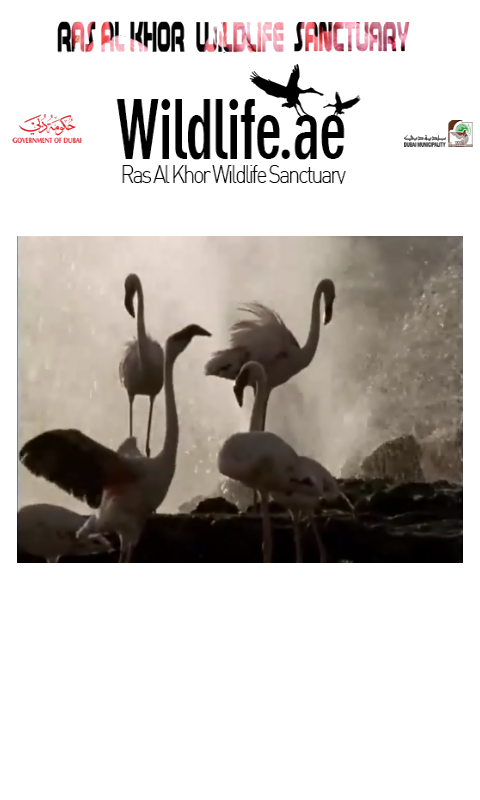 RAS AL KHOR WILDLIFE SANCTUARY
Wildlife.ae
Ras Al Khor Wildlife Sanctuary
حكومة دبي
GOVERNMENT OF DUBAI
بلدية دبي
DUBAI MUNICIPALITY